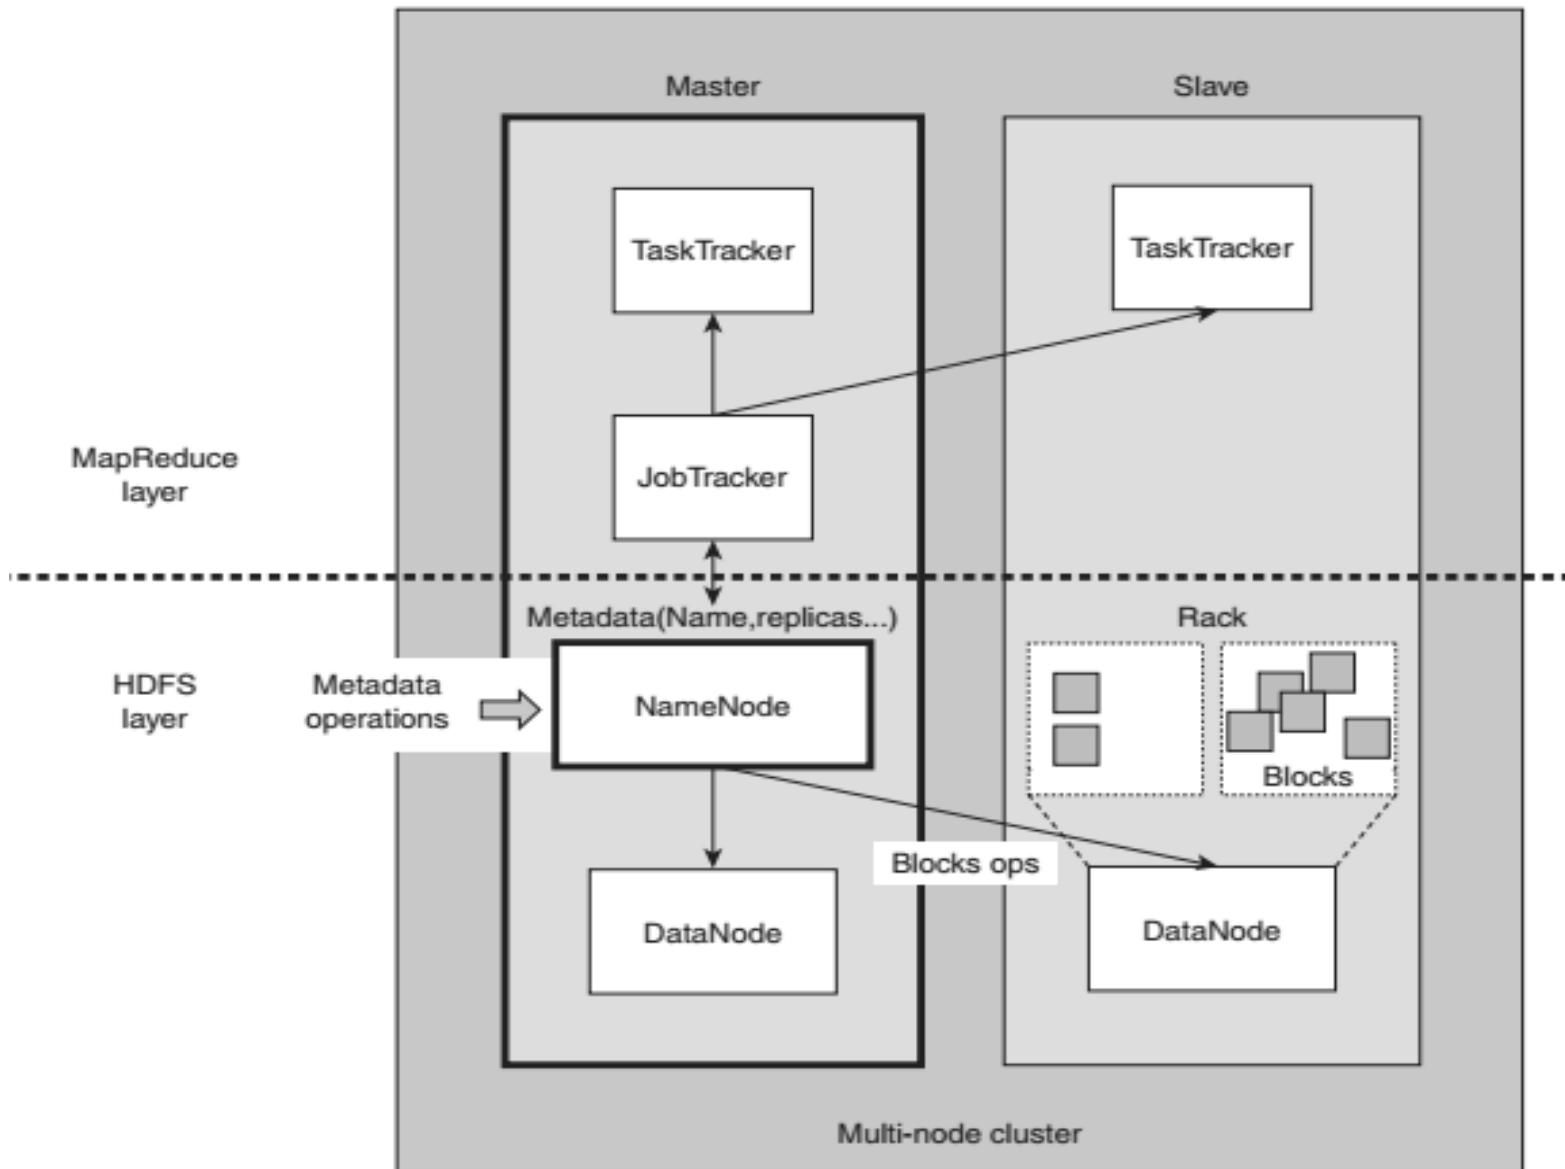 Master
Slave
TaskTracker
TaskTracker
MapReduce
layer
JobTracker
Metadata(Name,replicas...)
Rack
HDFS
layer
Metadata
operations
NameNode
Blocks
Blocks ops
DataNode
DataNode
Multi-node cluster